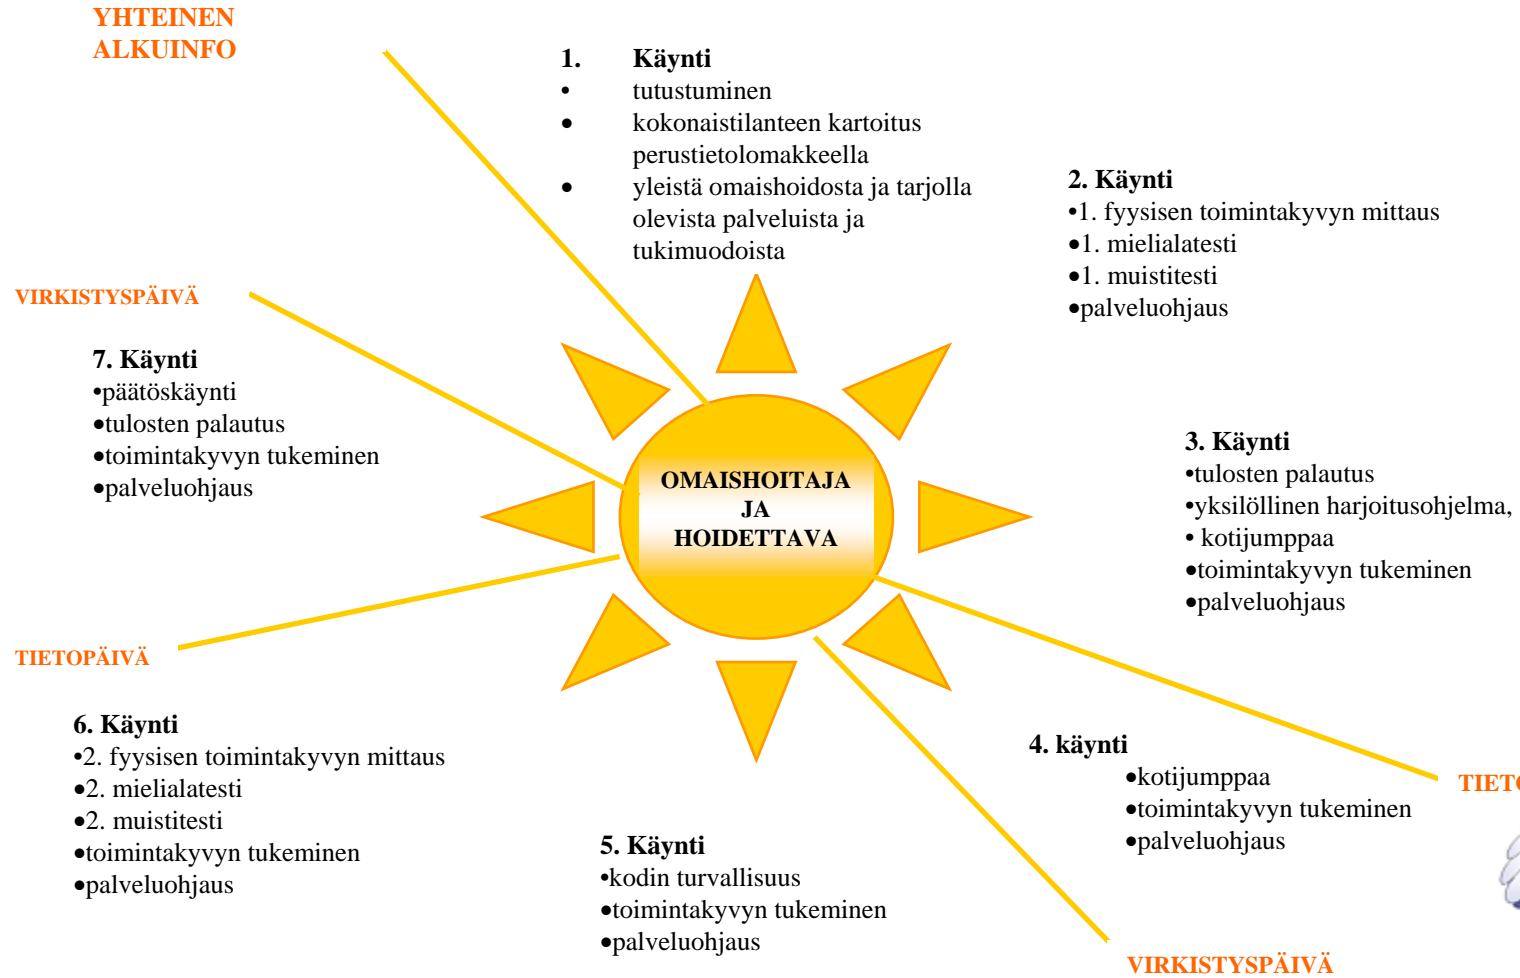 YHTEINEN
ALKUINFO
1. Käynti
• tutustuminen
• kokonaistilanteen kartoitus
perustietolomakkeella
• yleistä omaishoidosta ja tarjolla
olevista palveluista ja
tukimuodoista
2. Käynti
•1. fyysisen toimintakyvyn mittaus
•1. mielialatesti
•1. muistitesti
•palveluohjaus
VIRKISTYSPÄIVÄ
7. Käynti
•päätöskäynti
•tulosten palautus
•toimintakyvyn tukeminen
•palveluohjaus
OMAISHOITAJA
JA
HOIDETTAVA
3. Käynti
•tulosten palautus
•yksilöllinen harjoitusohjelma,
• kotijumppaa
•toimintakyvyn tukeminen
•palveluohjaus
TIETOPÄIVÄ
6. Käynti
•2. fyysisen toimintakyvyn mittaus
•2. mielialatesti
•2. muistitesti
•toimintakyvyn tukeminen
•palveluohjaus
4. käynti
•kotijumppaa
•toimintakyvyn tukeminen
•palveluohjaus
5. Käynti
•kodin turvallisuus
•toimintakyvyn tukeminen
•palveluohjaus
VIRKISTYSPÄIVÄ